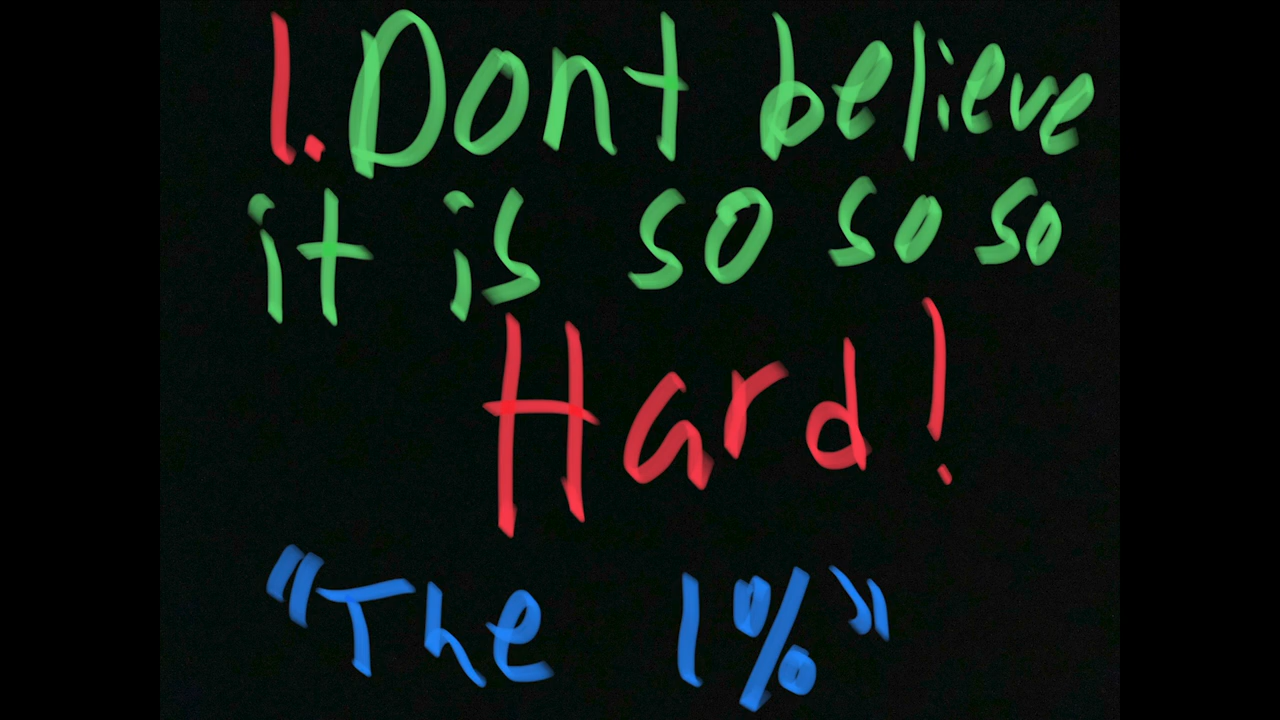 1. Dont believe
it is so so so
Hard!
"The 1%"